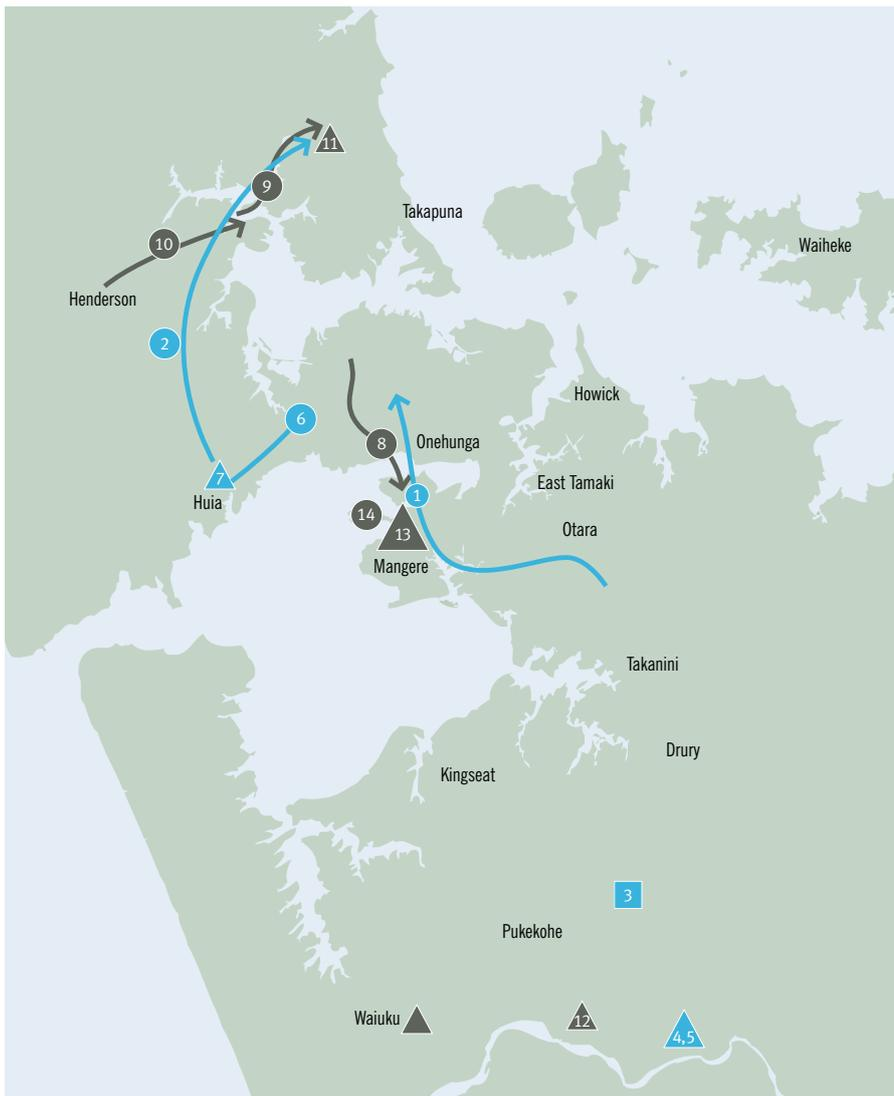 11
9
Takapuna
10
Waiheke
Henderson
2
Howick
6
8
Onehunga
7
East Tamaki
1
Huia
14
13
Otara
Mangere
Takanini
Drury
Kingseat
3
Pukekohe
Waiuku
12
4,5